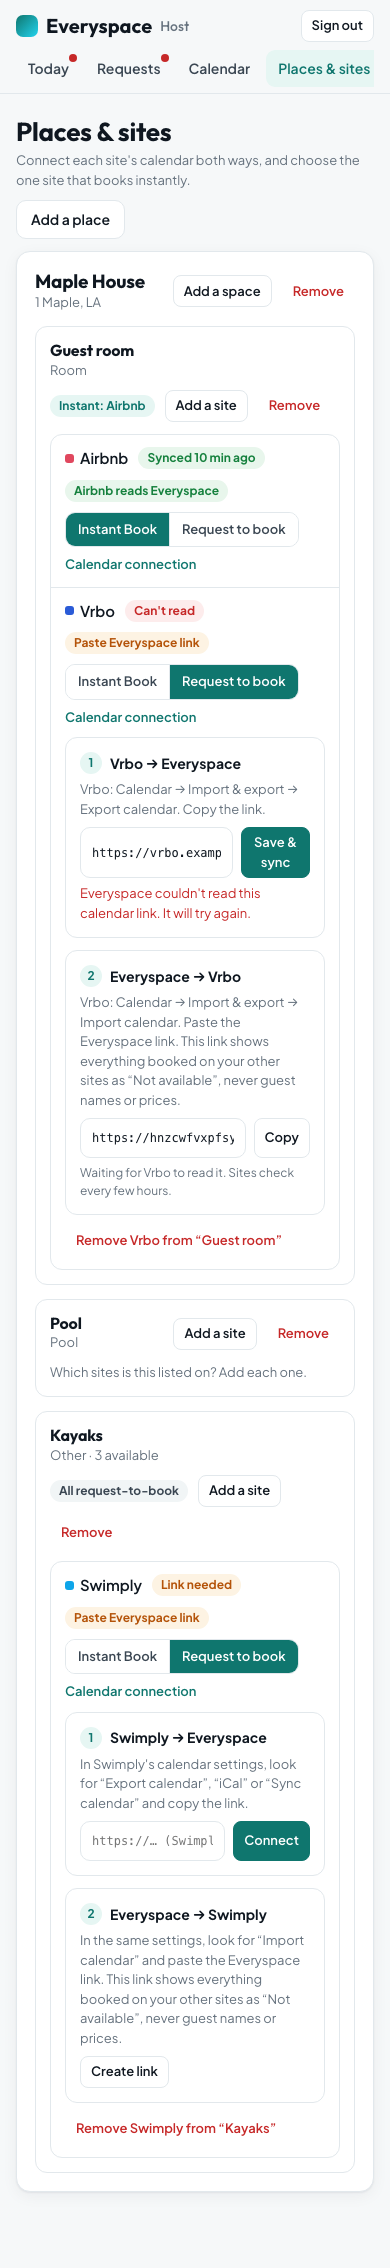 Everyspace Host
Sign out
Today Requests Calendar Places & sites
Places & sites
Connect each site's calendar both ways, and choose the
one site that books instantly.
Add a place
Maple House
1 Maple, LA
Add a space
Remove
Guest room
Room
Instant: Airbnb
Add a site
Remove
Airbnb
Synced 10 min ago
Airbnb reads Everyspace
Instant Book
Request to book
Calendar connection
Vrbo
Can't read
Paste Everyspace link
Instant Book
Request to book
Calendar connection
1 Vrbo → Everyspace
Vrbo: Calendar → Import & export →
Export calendar. Copy the link.
https://vrbo.examp
Save &
sync
Everyspace couldn't read this
calendar link. It will try again.
2 Everyspace → Vrbo
Vrbo: Calendar → Import & export →
Import calendar. Paste the
Everyspace link. This link shows
everything booked on your other
sites as “Not available”, never guest
names or prices.
https://hnzcwfvxpfsy
Copy
Waiting for Vrbo to read it. Sites check
every few hours.
Remove Vrbo from “Guest room”
Pool
Pool
Add a site
Remove
Which sites is this listed on? Add each one.
Kayaks
Other · 3 available
All request-to-book
Add a site
Remove
Swimply
Link needed
Paste Everyspace link
Instant Book
Request to book
Calendar connection
1 Swimply → Everyspace
In Swimply's calendar settings, look
for “Export calendar”, “iCal” or “Sync
calendar” and copy the link.
https://… (Swimpl
Connect
2 Everyspace → Swimply
In the same settings, look for “Import
calendar” and paste the Everyspace
link. This link shows everything
booked on your other sites as “Not
available”, never guest names or
prices.
Create link
Remove Swimply from “Kayaks”